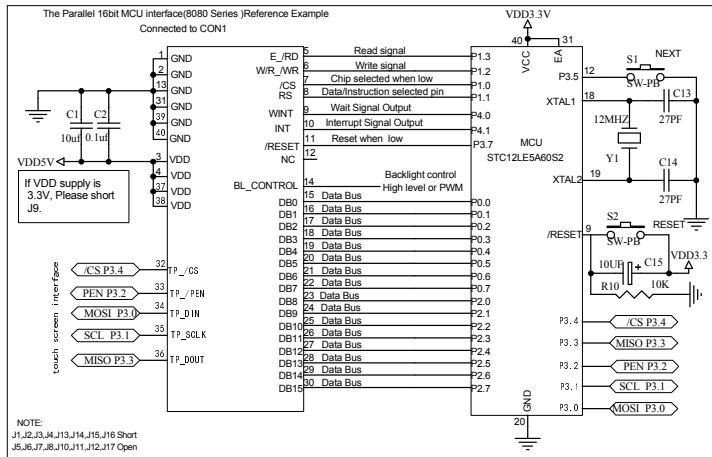 The Parallel 16bit MCU interface(8080 Series )Reference Example
Connected to CON1
VDD3.3V
1 GND
2 GND
13 GND
31 GND
39 GND
40 GND
C1 C2
10uf 0.1uf
VDD5V
3 VDD
4 VDD
37 VDD
38 VDD
If VDD supply is
3.3V, Please short
J9.
E_/RD 5 Read signal P1.3
W/R_/WR 6 Write signal P1.2
/CS 7 Chip selected when low P1.0
RS 8 Data/Instruction selected pin P1.1
WINT 9 Wait Signal Output P4.0
INT 10 Interrupt Signal Output P4.1
/RESET 11 Reset when low P3.7
NC 12
BL_CONTROL 14 Backlight control
High level or PWM
DB0 15 Data Bus P0.0
DB1 16 Data Bus P0.1
DB2 17 Data Bus P0.2
DB3 18 Data Bus P0.3
DB4 19 Data Bus P0.4
DB5 20 Data Bus P0.5
DB6 21 Data Bus P0.6
DB7 22 Data Bus P0.7
DB8 23 Data Bus P2.0
DB9 24 Data Bus P2.1
DB10 25 Data Bus P2.2
DB11 26 Data Bus P2.3
DB12 27 Data Bus P2.4
DB13 28 Data Bus P2.5
DB14 29 Data Bus P2.6
DB15 30 Data Bus P2.7
touch screen interface
/CS P3.4 32 TP_/CS
PEN P3.2 33 TP_/PEN
MOSI P3.0 34 TP_DIN
SCL P3.1 35 TP_SCLK
MISO P3.3 36 TP_DOUT
40 31
VCC EA
MCU
STC12LE5A60S2
P3.5 12 S1 NEXT
SW-PB
XTAL1 18 C13
27PF
12MHZ
Y1
XTAL2 19 C14
27PF
/RESET 9 S2 RESET
SW-PB
VDD3.3
10UF + C15
R10 10K
P3.4 /CS P3.4
P3.3 MISO P3.3
P3.2 PEN P3.2
P3.1 SCL P3.1
P3.0 MOSI P3.0
GND
20
NOTE:
J1,J2,J3,J4,J13,J14,J15,J16 Short
J5,J6,J7,J8,J10,J11,J12,J17 Open